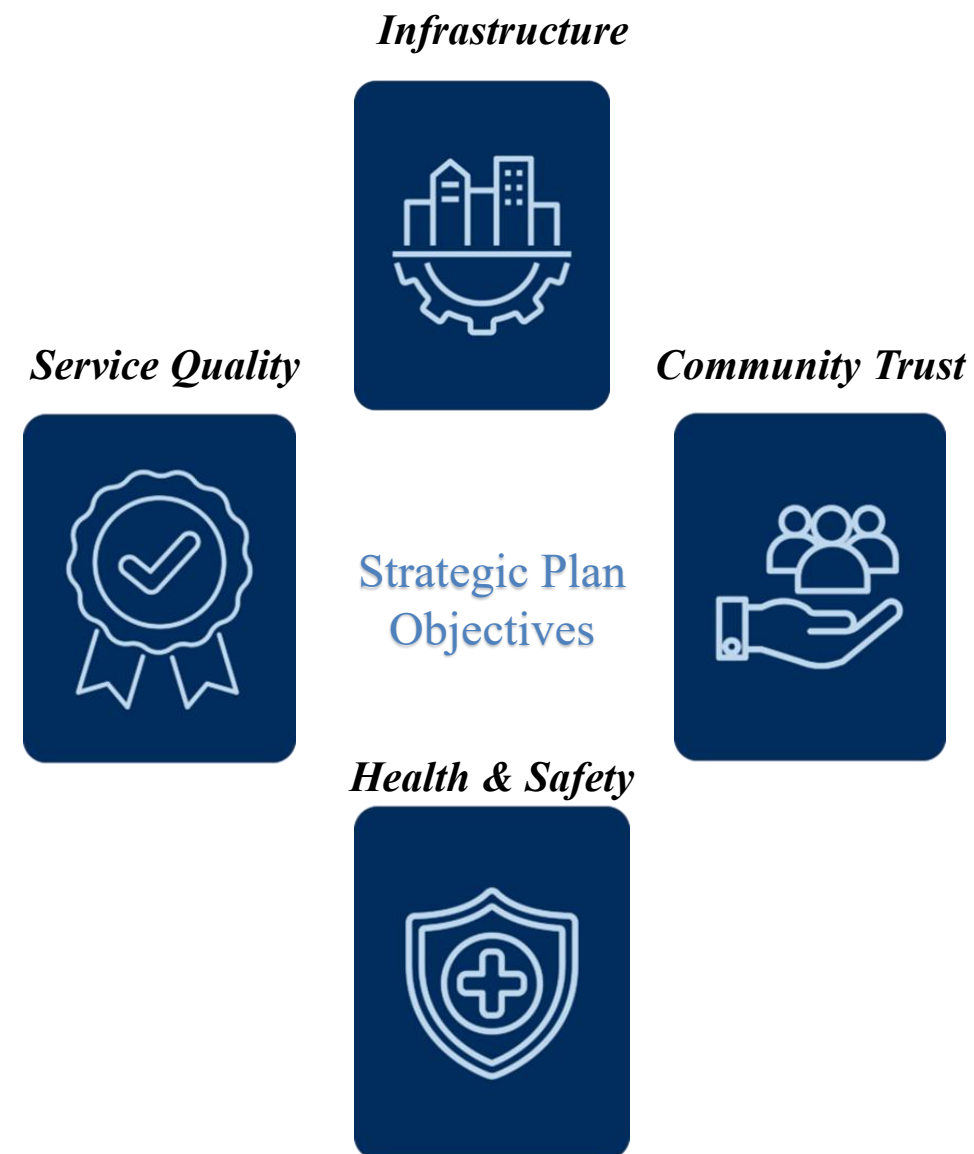 Infrastructure
Service Quality
Community Trust
Strategic Plan
Objectives
Health & Safety